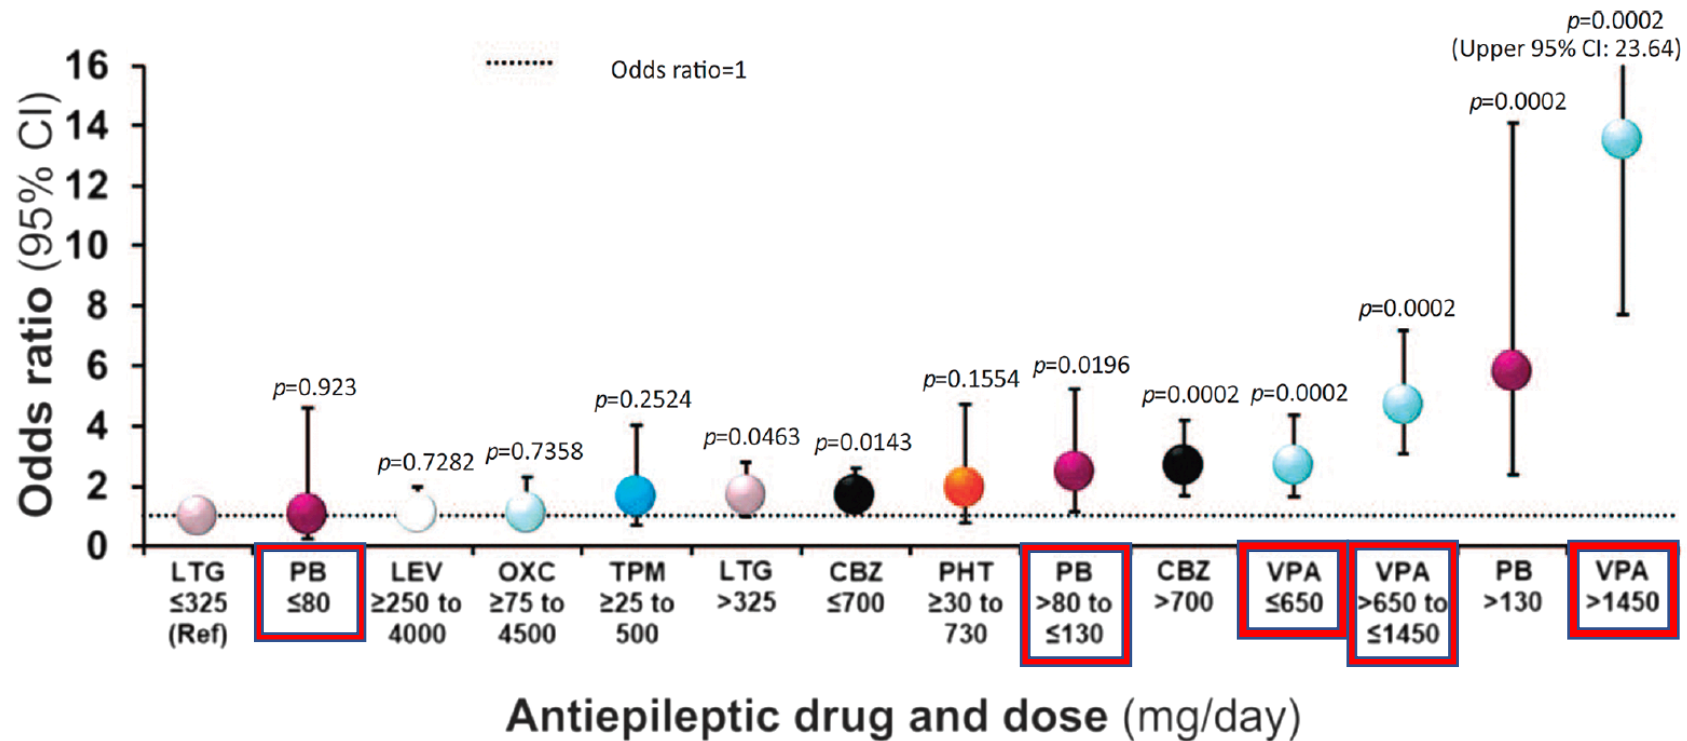 p=0.0002
(Upper 95% CI: 23.64)
Odds ratio=1
p=0.0002
p=0.0002
p=0.0196
p=0.1554
p=0.923
p=0.0002
p=0.0002
p=0.2524
p=0.0463
p=0.0143
p=0.7358
p=0.7282
Odds ratio (95% CI)
16
14
12
10
8
6
4
2
0
LTG
≤325
(Ref)
PB
≤80
LEV
≥250 to
4000
OXC
≥75 to
4500
TPM
≥25 to
500
LTG
>325
CBZ
≤700
PHT
≥30 to
730
PB
>80 to
≤130
CBZ
>700
VPA
≤650
VPA
>650 to
≤1450
PB
>130
VPA
>1450
Antiepileptic drug and dose (mg/day)